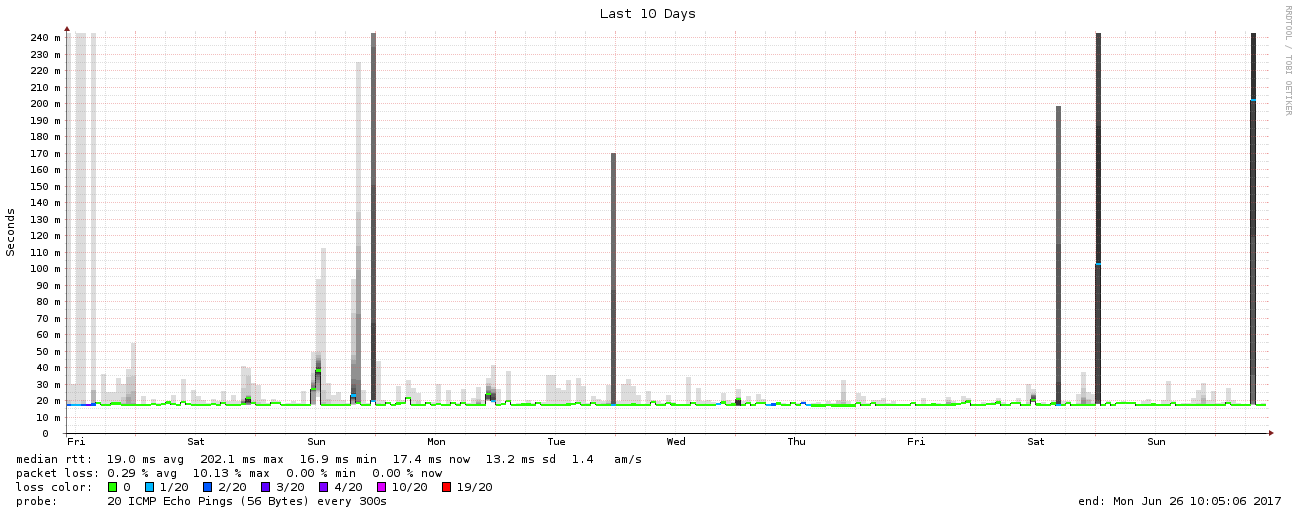 Last 10 Days
RRDTOOL / TOBI OETIKER
Seconds
240 m
230 m
220 m
210 m
200 m
190 m
180 m
170 m
160 m
150 m
140 m
130 m
120 m
110 m
100 m
90 m
80 m
70 m
60 m
50 m
40 m
30 m
20 m
10 m
0
Fri Sat Sun Mon Tue Wed Thu Fri Sat Sun
median rtt: 19.0 ms avg 202.1 ms max 16.9 ms min 17.4 ms now 13.2 ms sd 1.4 am/s
packet loss: 0.29 % avg 10.13 % max 0.00 % min 0.00 % now
loss color: 0 1/20 2/20 3/20 4/20 10/20 19/20
probe: 20 ICMP Echo Pings (56 Bytes) every 300s end: Mon Jun 26 10:05:06 2017